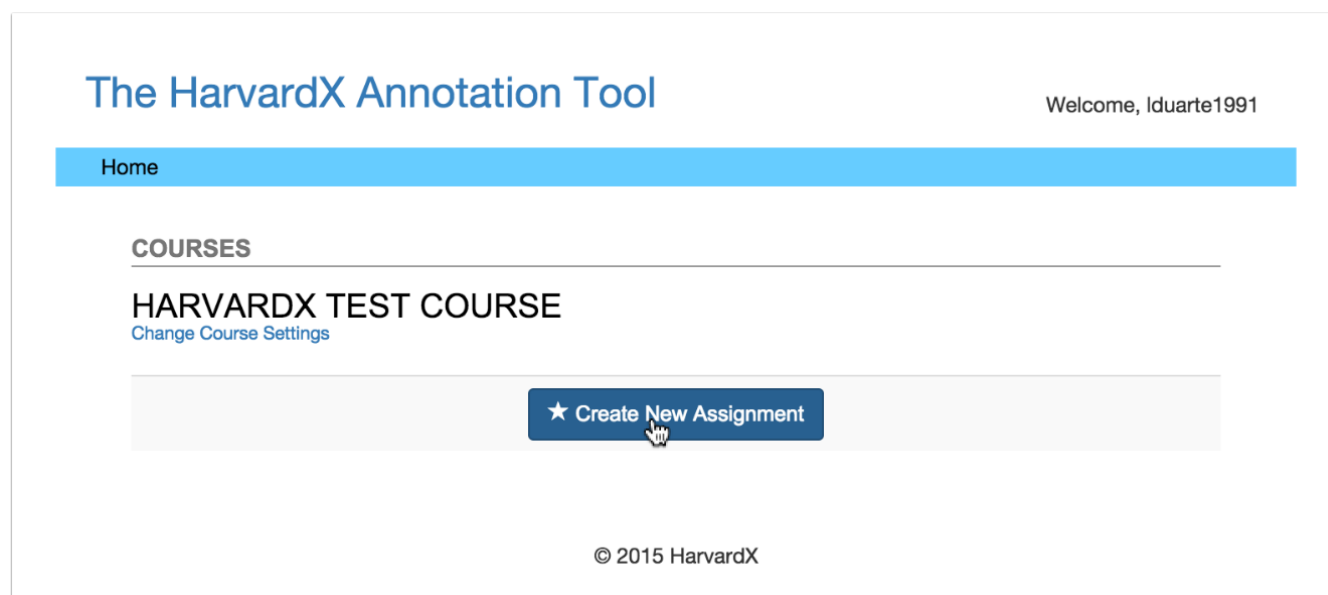 The HarvardX Annotation Tool
Welcome, lduarte1991
Home
COURSES
HARVARDX TEST COURSE
Change Course Settings
★ Create New Assignment
© 2015 HarvardX